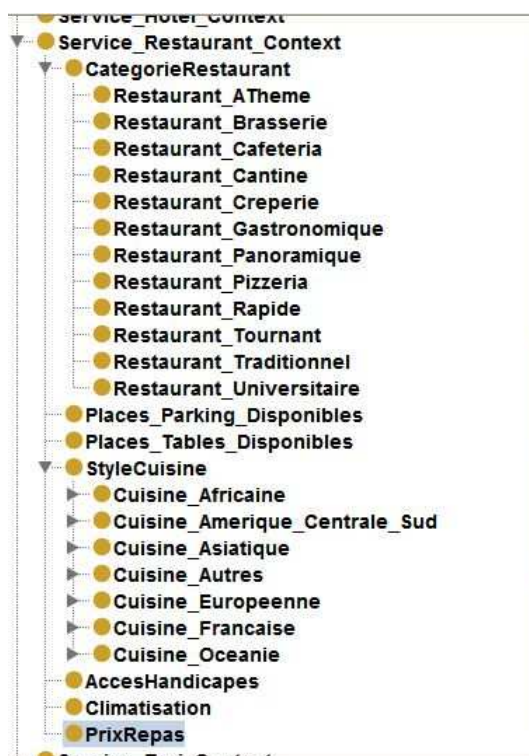 Service_Hotel_Context
Service_Restaurant_Context
CategorieRestaurant
Restaurant_ATheme
Restaurant_Brasserie
Restaurant_Cafeteria
Restaurant_Cantine
Restaurant_Creperie
Restaurant_Gastronomique
Restaurant_Panoramique
Restaurant_Pizzeria
Restaurant_Rapide
Restaurant_Tournant
Restaurant_Traditionnel
Restaurant_Universitaire
Places_Parking_Disponibles
Places_Tables_Disponibles
StyleCuisine
Cuisine_Africaine
Cuisine_Amerique_Centrale_Sud
Cuisine_Asiatique
Cuisine_Autres
Cuisine_Europeenne
Cuisine_Francaise
Cuisine_Oceanie
AccesHandicapes
Climatisation
PrixRepas